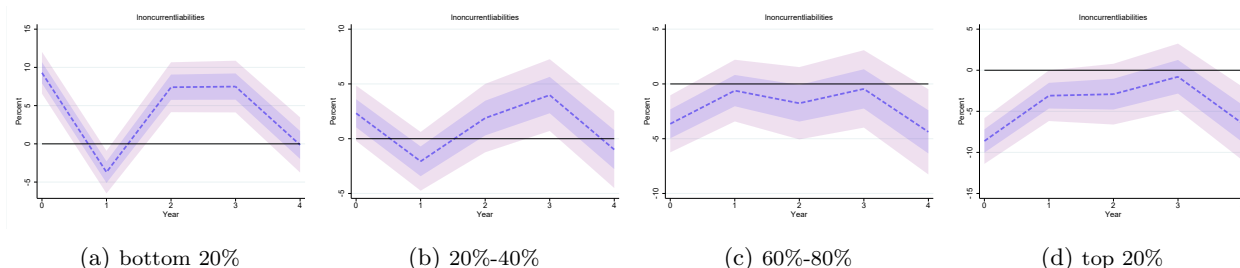 lnoncurrentliabilities
Percent
15
10
5
0
-5
0 1 2 3 4
Year
(a) bottom 20%
lnoncurrentliabilities
Percent
10
5
0
-5
0 1 2 3 4
Year
(b) 20%-40%
lnoncurrentliabilities
Percent
5
0
-5
-10
0 1 2 3 4
Year
(c) 60%-80%
lnoncurrentliabilities
Percent
5
0
-5
-10
-15
0 1 2 3
Year
(d) top 20%